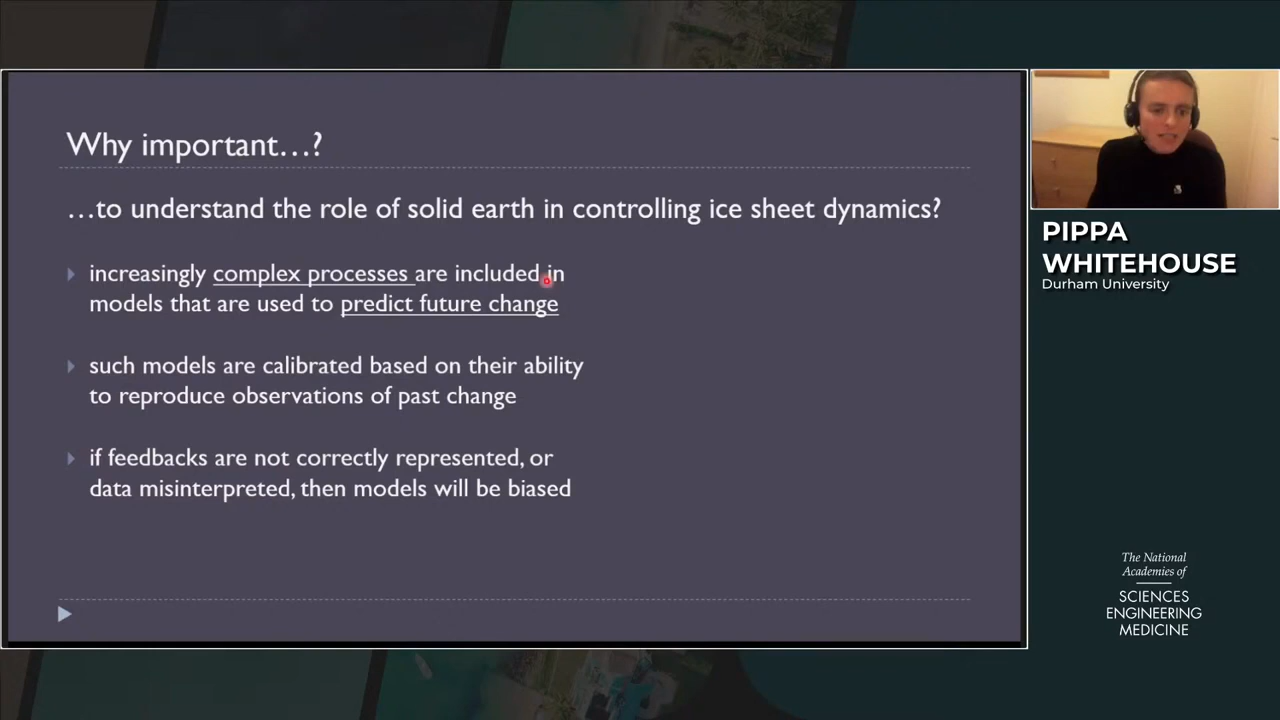 Why important…?
…to understand the role of solid earth in controlling ice sheet dynamics?
increasingly complex processes are included in
models that are used to predict future change
such models are calibrated based on their ability
to reproduce observations of past change
if feedbacks are not correctly represented, or
data misinterpreted, then models will be biased
PIPPA
WHITEHOUSE
Durham University
The National
Academies of
SCIENCES
ENGINEERING
MEDICINE